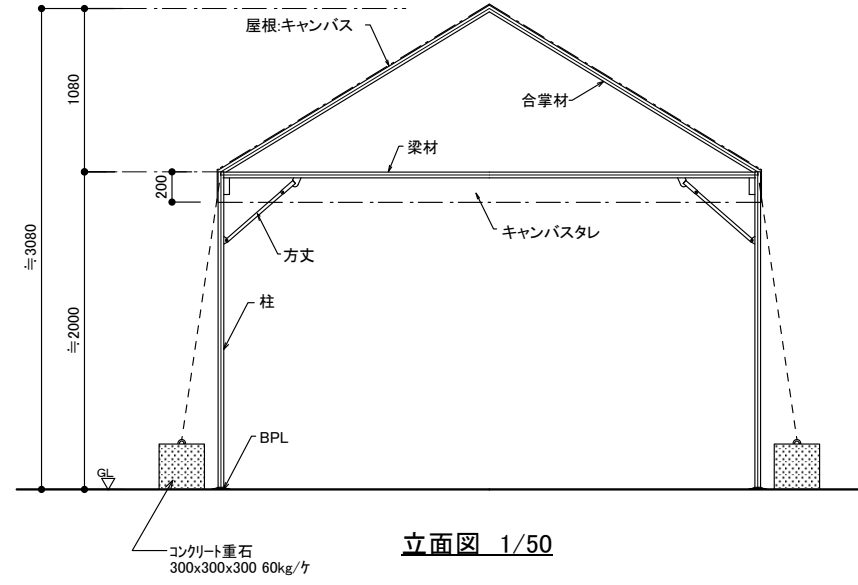 屋根:キャンバス
1080
合掌材
梁材
200
キャンバスタレ
≒3080
方丈
柱
≒2000
BPL
GL
コンクリート重石
300x300x300 60kg/ケ
立面図 1/50